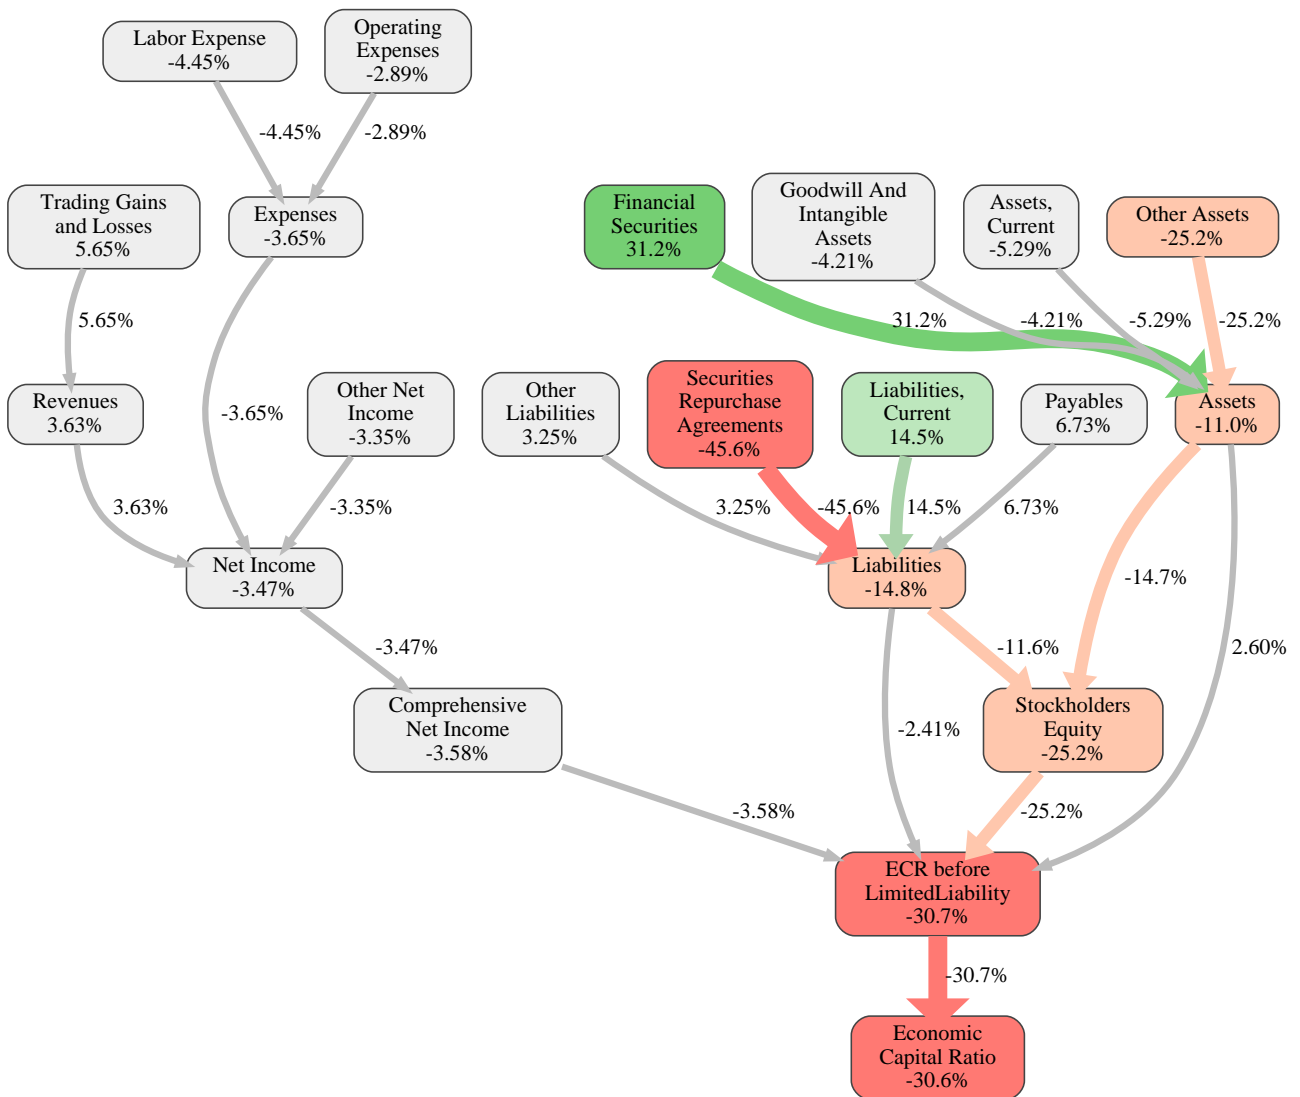 Labor Expense
-4.45%
Operating
Expenses
-2.89%
-4.45%
-2.89%
Trading Gains
and Losses
5.65%
Expenses
-3.65%
Financial
Securities
31.2%
Goodwill And
Intangible
Assets
-4.21%
Assets,
Current
-5.29%
Other Assets
-25.2%
5.65%
31.2%
-4.21%
-5.29%
-25.2%
Revenues
3.63%
-3.65%
Other Net
Income
-3.35%
Other
Liabilities
3.25%
Securities
Repurchase
Agreements
-45.6%
Liabilities,
Current
14.5%
Payables
6.73%
Assets
-11.0%
3.63%
-3.35%
3.25%
-45.6%
14.5%
6.73%
Net Income
-3.47%
Liabilities
-14.8%
-14.7%
-3.47%
-11.6%
2.60%
Comprehensive
Net Income
-3.58%
-2.41%
Stockholders
Equity
-25.2%
-3.58%
-25.2%
ECR before
LimitedLiability
-30.7%
-30.7%
Economic
Capital Ratio
-30.6%